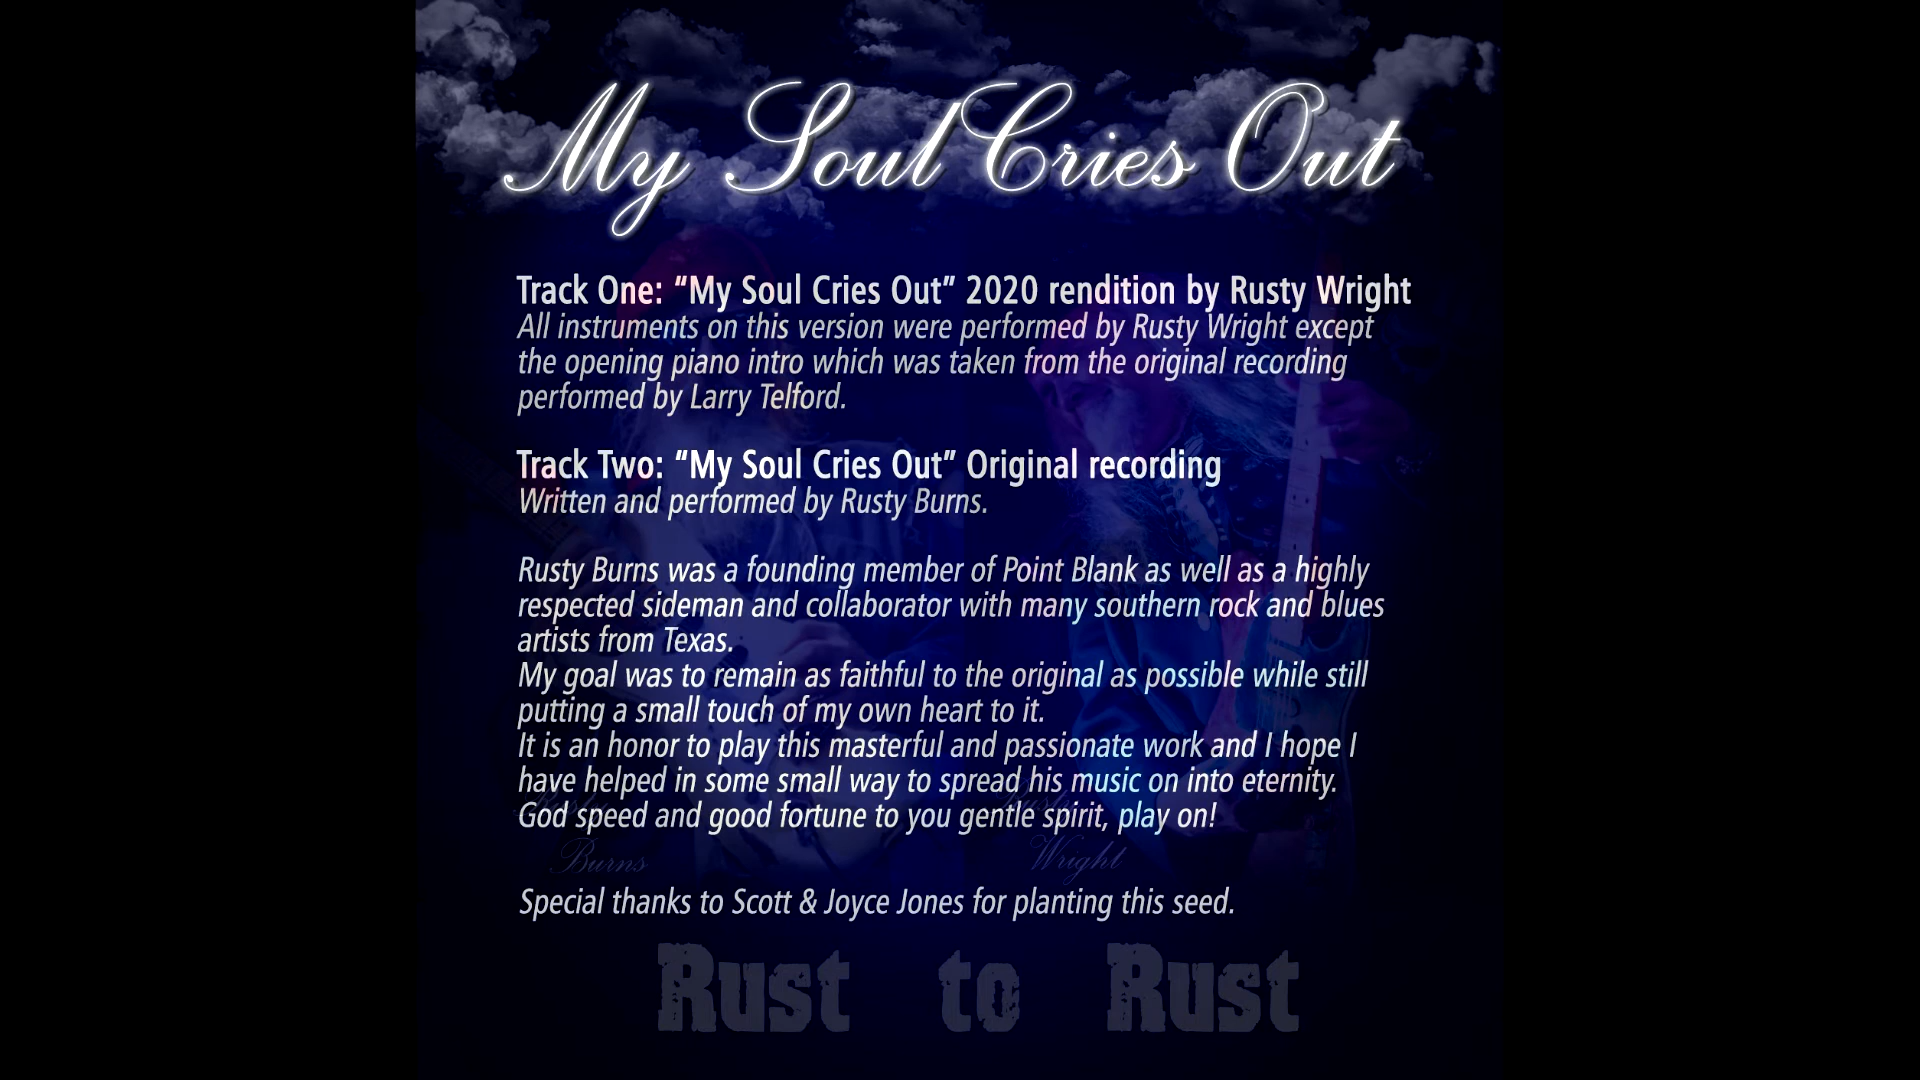 My Soul Cries Out
Track One: “My Soul Cries Out” 2020 rendition by Rusty Wright
All instruments on this version were performed by Rusty Wright except
the opening piano intro which was taken from the original recording
performed by Larry Telford.
Track Two: “My Soul Cries Out” Original recording
Written and performed by Rusty Burns.
Rusty Burns was a founding member of Point Blank as well as a highly
respected sideman and collaborator with many southern rock and blues
artists from Texas.
My goal was to remain as faithful to the original as possible while still
putting a small touch of my own heart to it.
It is an honor to play this masterful and passionate work and I hope I
have helped in some small way to spread his music on into eternity.
God speed and good fortune to you gentle spirit, play on!
Rusty Burns
Rusty Wright
Special thanks to Scott & Joyce Jones for planting this seed.
Rust to Rust